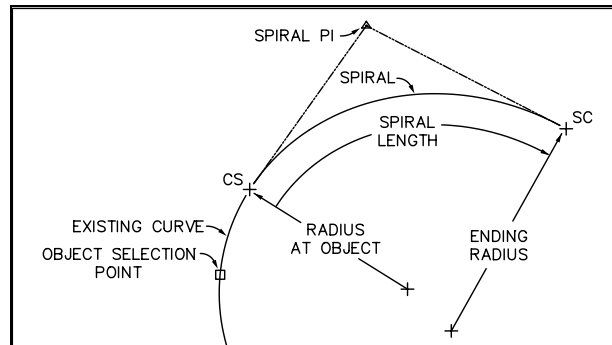 SPIRAL PI
SPIRAL
SC
SPIRAL
LENGTH
CS
EXISTING CURVE
RADIUS
AT OBJECT
ENDING
RADIUS
OBJECT SELECTION
POINT